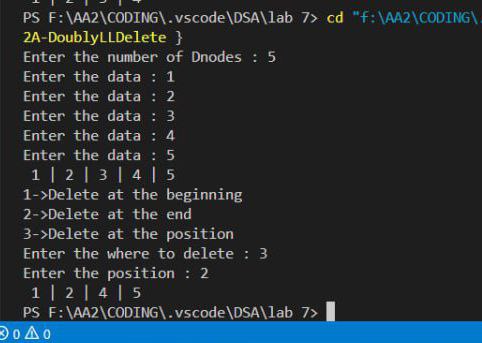 1 | 2 | 3 | 4
PS F:\AA2\CODING\.vscode\DSA\lab 7> cd "f:\AA2\CODING\.
2A-DoublyLLDelete }
Enter the number of Dnodes : 5
Enter the data : 1
Enter the data : 2
Enter the data : 3
Enter the data : 4
Enter the data : 5
1 | 2 | 3 | 4 | 5
1->Delete at the beginning
2->Delete at the end
3->Delete at the position
Enter the where to delete : 3
Enter the position : 2
1 | 2 | 4 | 5
PS F:\AA2\CODING\.vscode\DSA\lab 7>
0 0